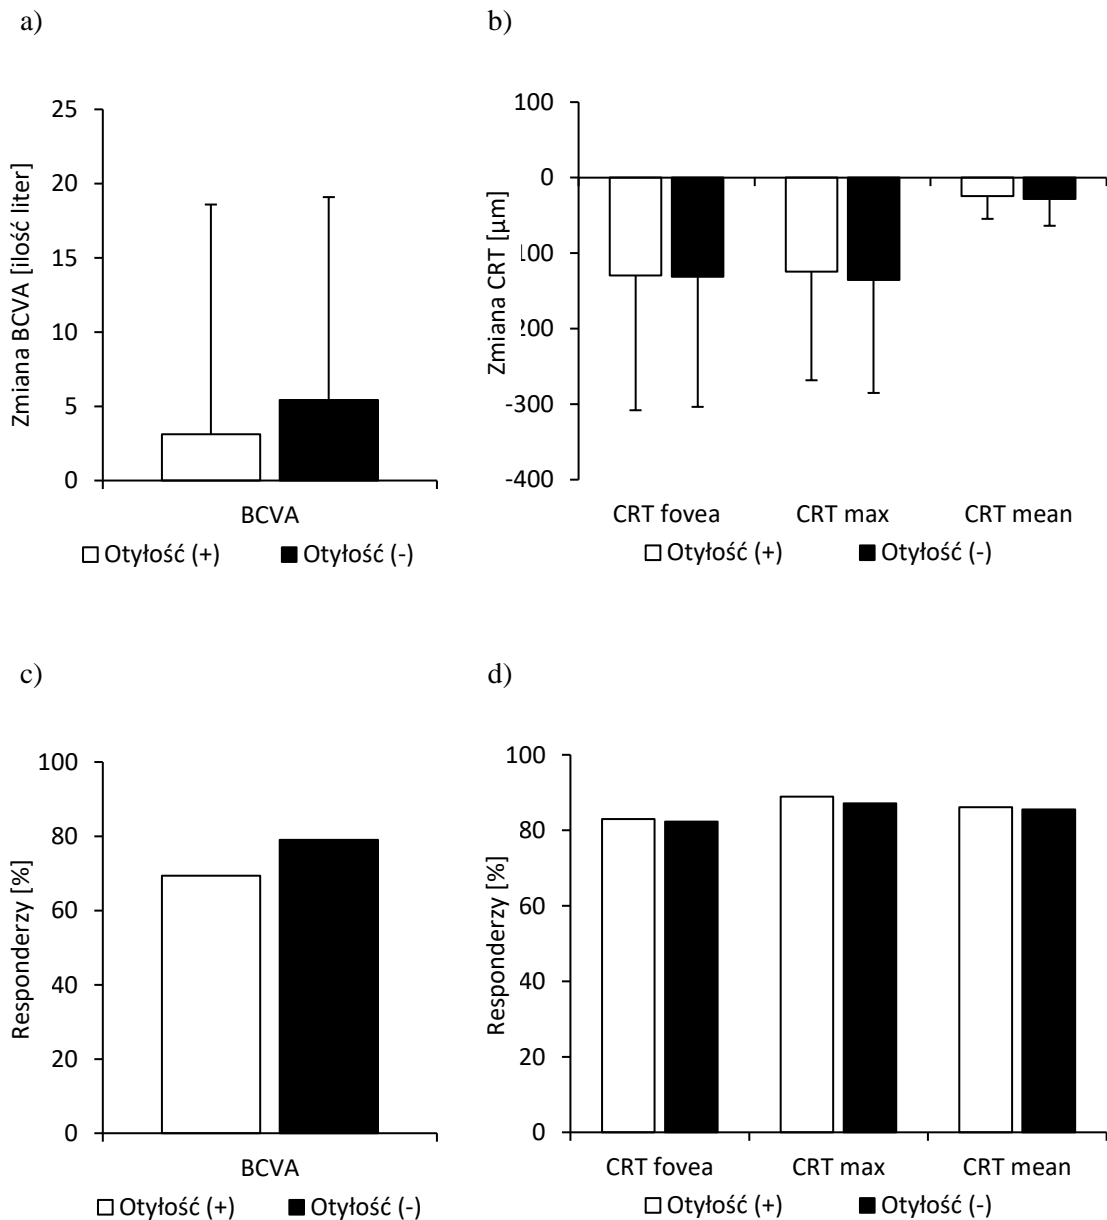 a)
b)
25
20
15
10
5
0
Zmiana BCVA [ilość liter]
BCVA
Otyłość (+) Otyłość (-)
100
0
100
200
-300
-400
Zmiana CRT [µm]
CRT fovea CRT max CRT mean
Otyłość (+) Otyłość (-)
c)
d)
100
80
60
40
20
0
Responderzy [%]
BCVA
Otyłość (+) Otyłość (-)
100
80
60
40
20
0
Responderzy [%]
CRT fovea CRT max CRT mean
Otyłość (+) Otyłość (-)